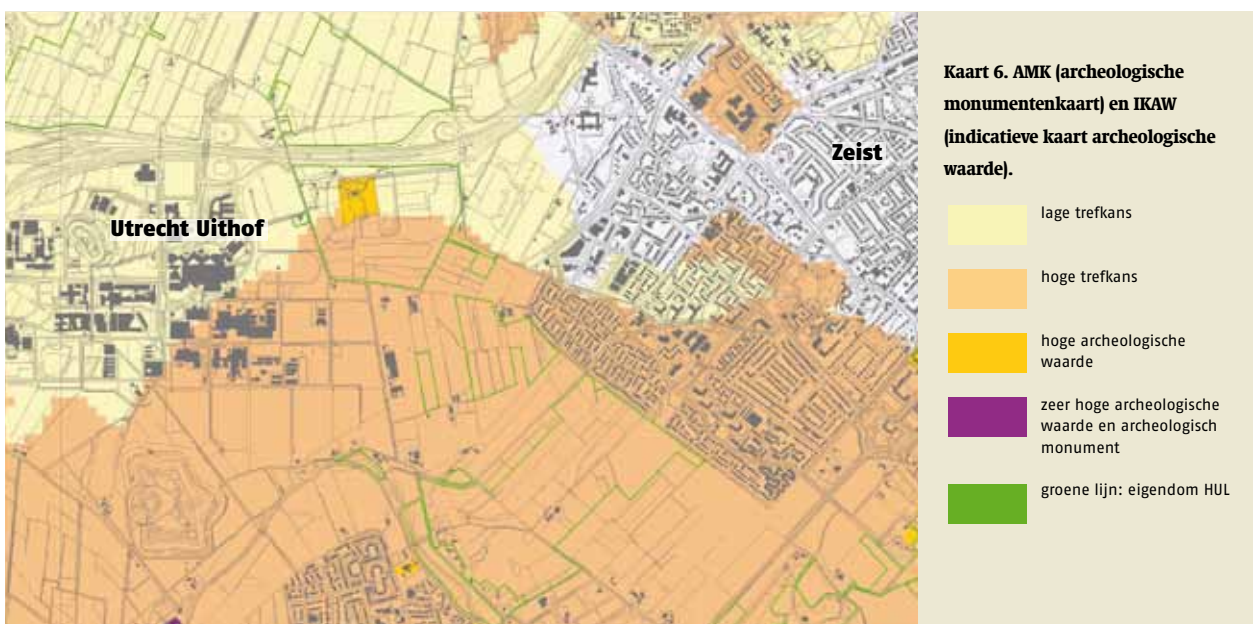 Utrecht Uithof
Zeist
Kaart 6. AMK (archeologische
monumentenkaart) en IKAW
(indicatieve kaart archeologische
waarde).
lage trefkans
hoge trefkans
hoge archeologische
waarde
zeer hoge archeologische
waarde en archeologisch
monument
groene lijn: eigendom HUL